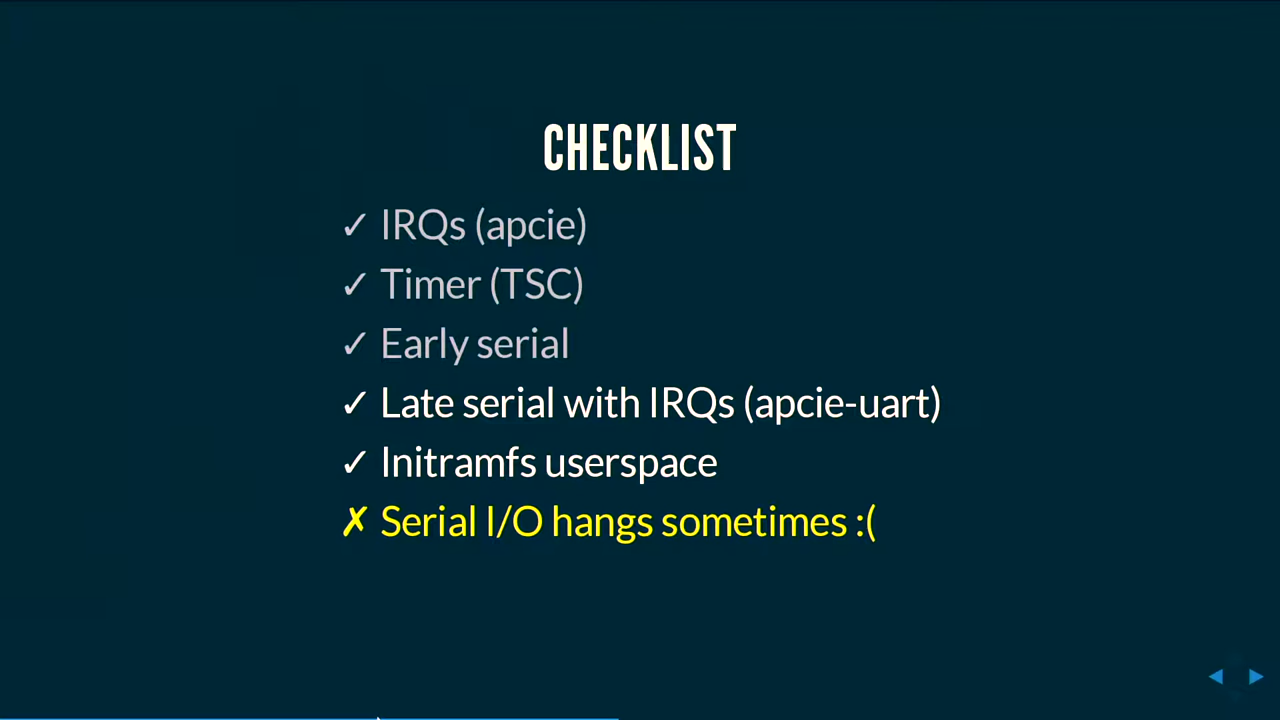 CHECKLIST
✓ IRQs (apcie)
✓ Timer (TSC)
✓ Early serial
✓ Late serial with IRQs (apcie-uart)
✓ Initramfs userspace
✗ Serial I/O hangs sometimes :(